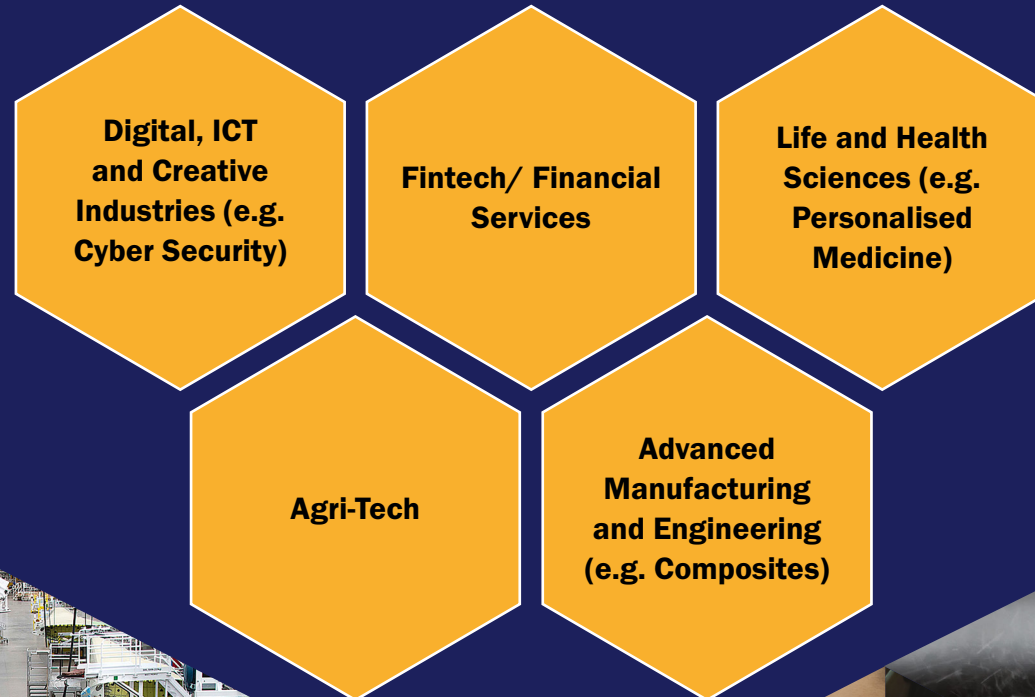 Digital, ICT
and Creative
Industries (e.g.
Cyber Security)
Fintech/ Financial
Services
Life and Health
Sciences (e.g.
Personalised
Medicine)
Agri-Tech
Advanced
Manufacturing
and Engineering
(e.g. Composites)